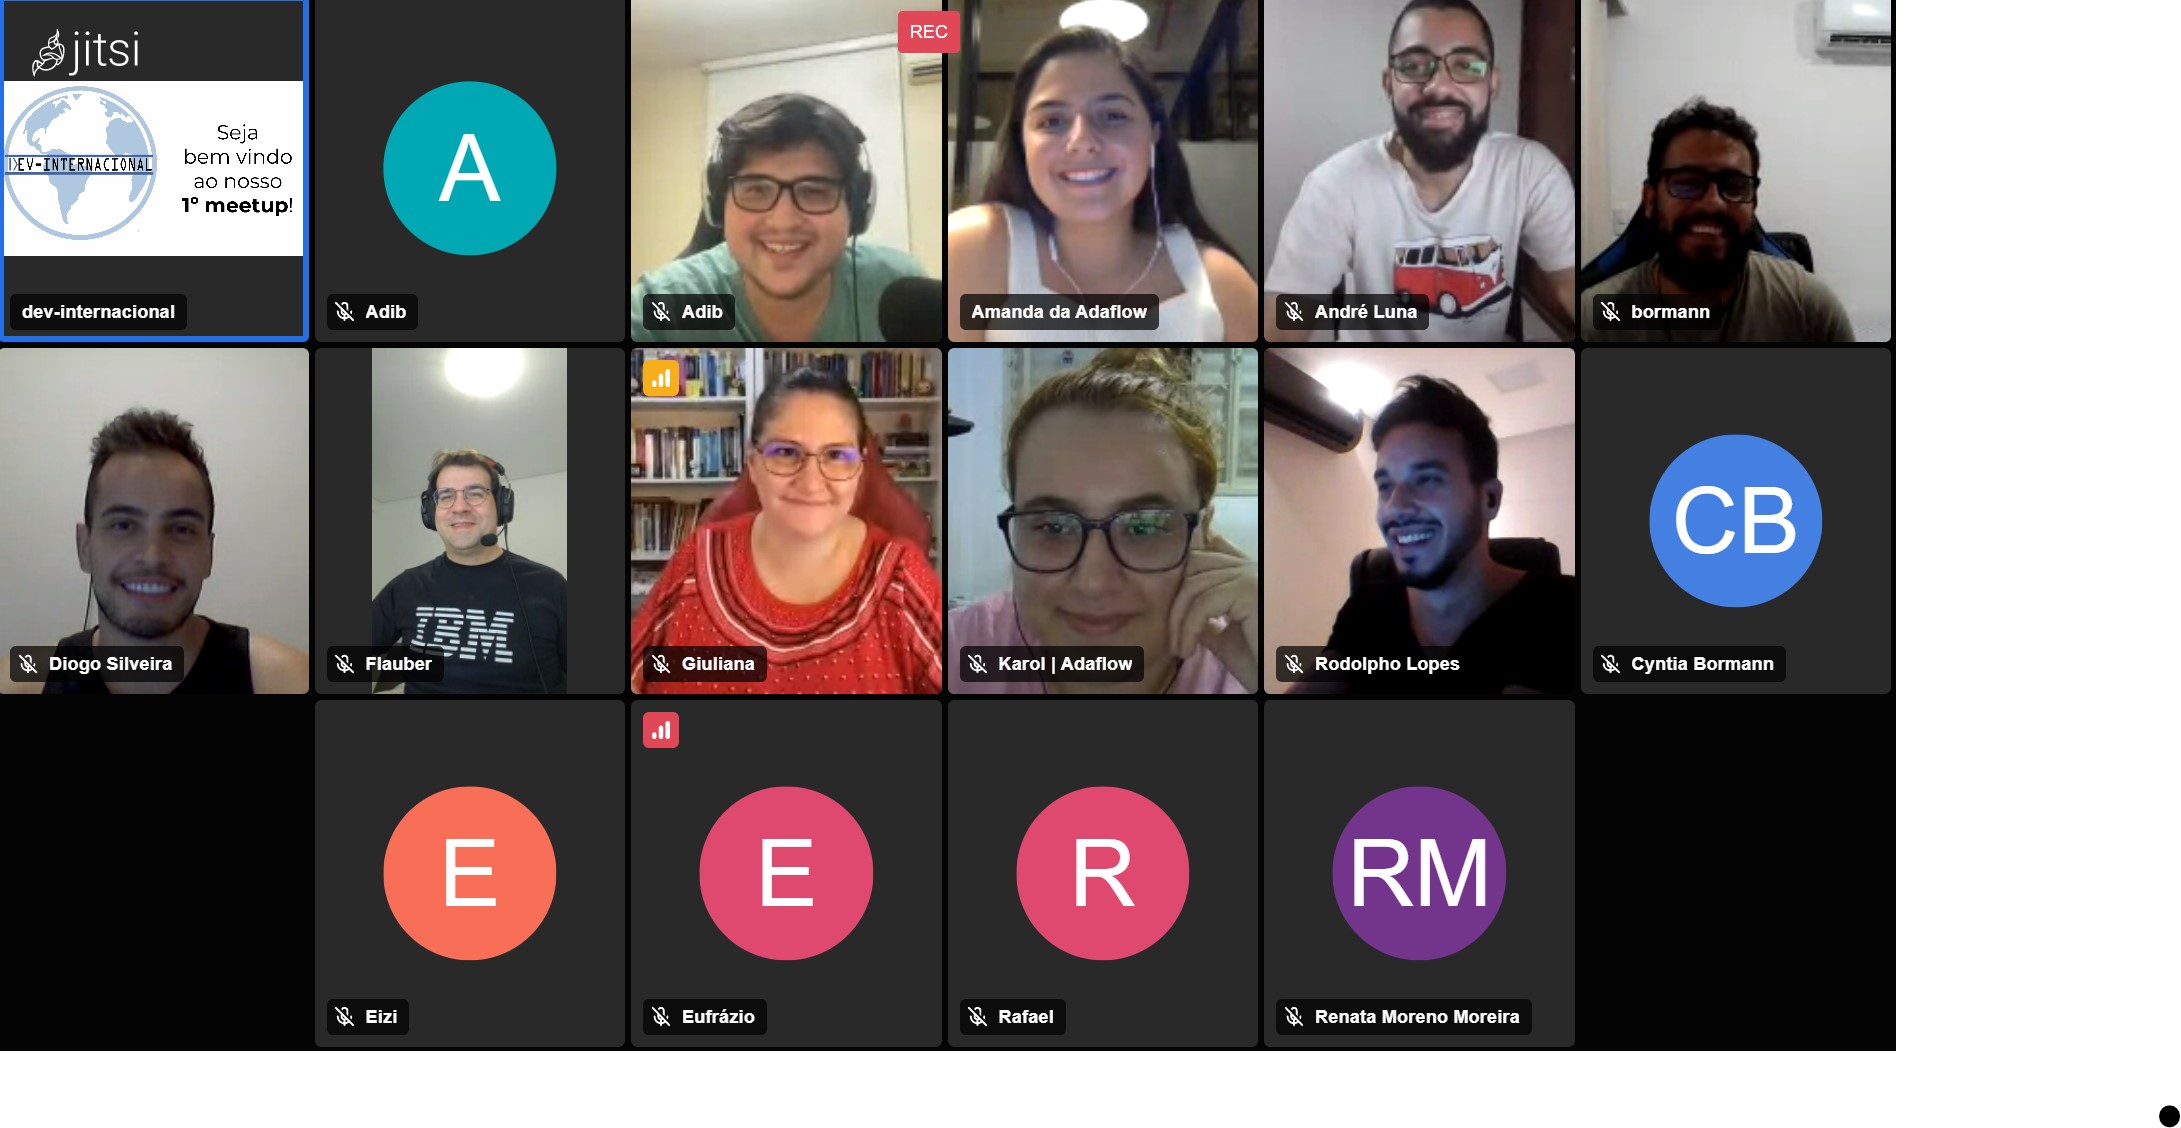 jitsi
DEV-INTERNACIONAL
Seja
bem vindo
ao nosso
1º meetup!
dev-internacional
A
Adib
REC
Adib
Amanda da Adaflow
André Luna
bormann
Diogo Silveira
IBM
Flauber
Giuliana
Karol | Adaflow
Rodolpho Lopes
CB
Cyntia Bormann
E
Eizi
E
Eufrázio
R
Rafael
RM
Renata Moreno Moreira